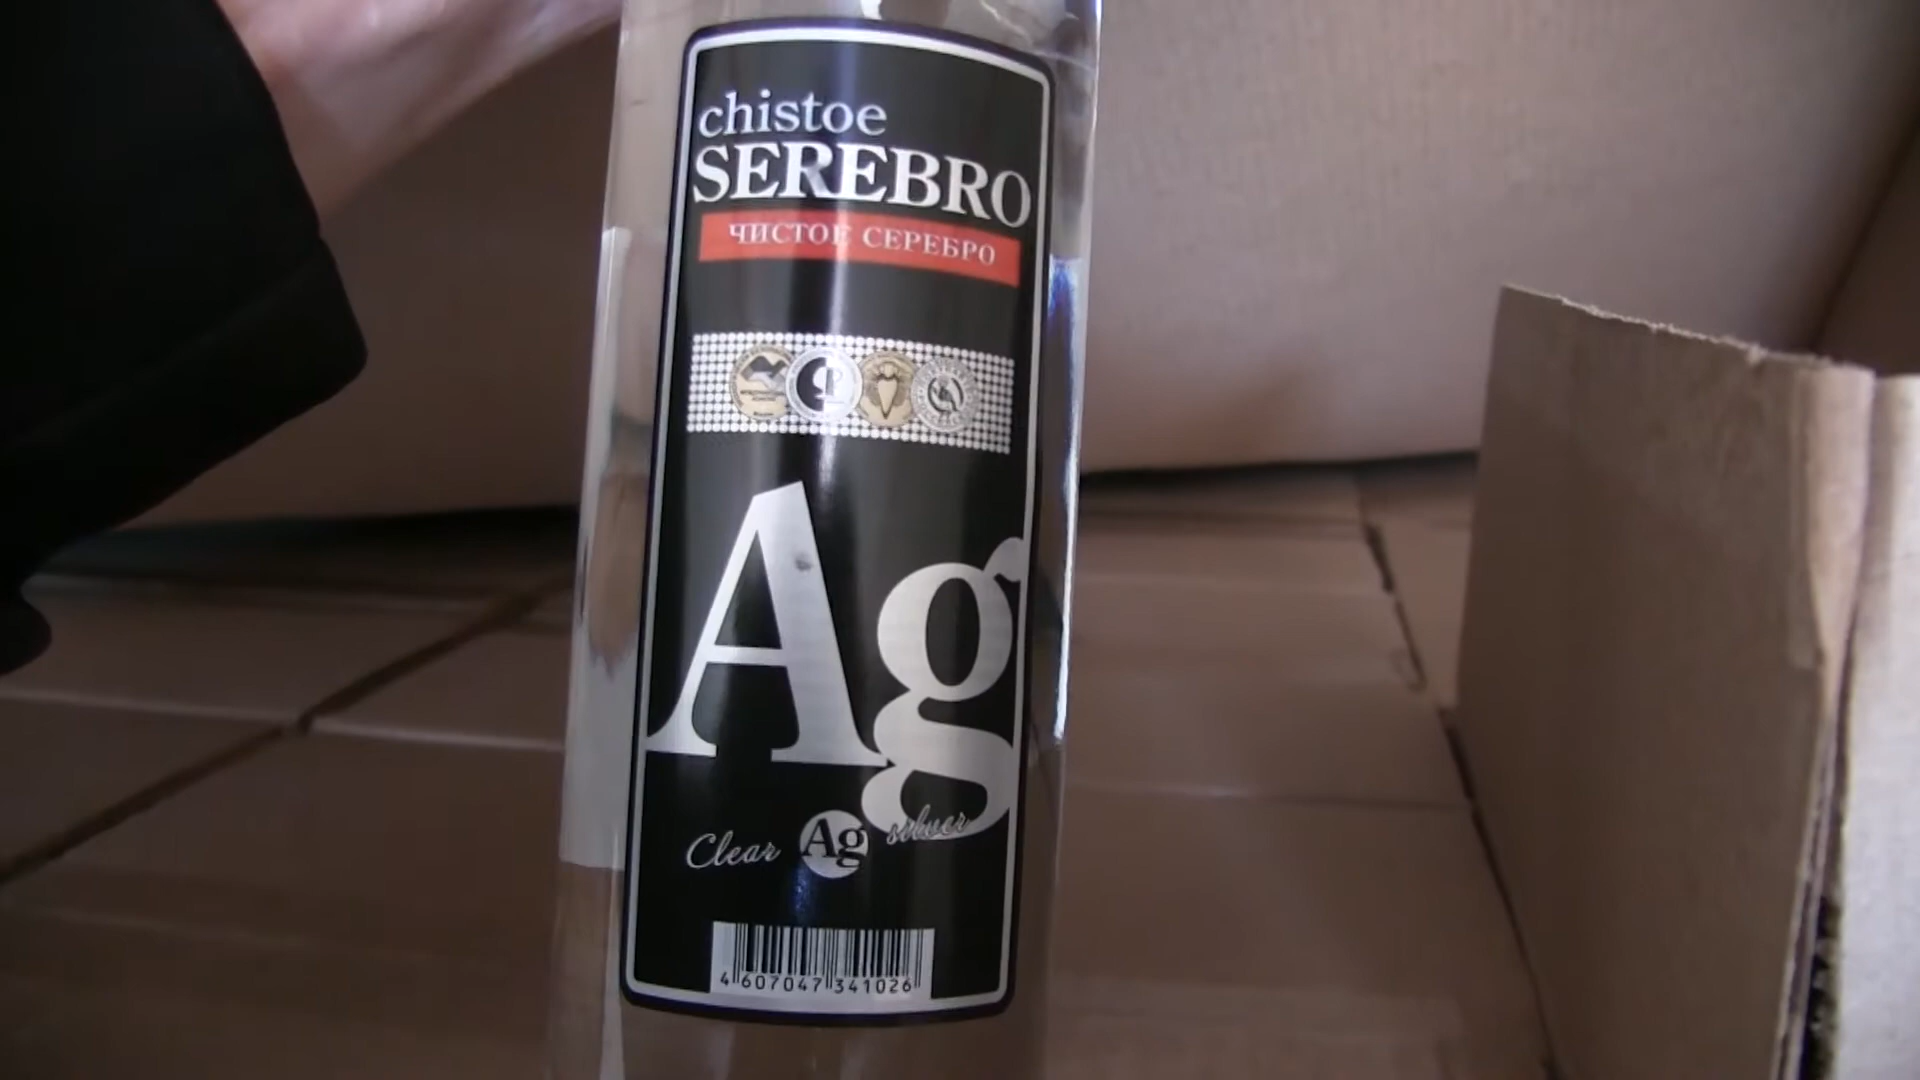 chistoe
SEREBRO
ЧИСТОЕ СЕРЕБРО
Ag
Clear Ag silver
4 607047 341026